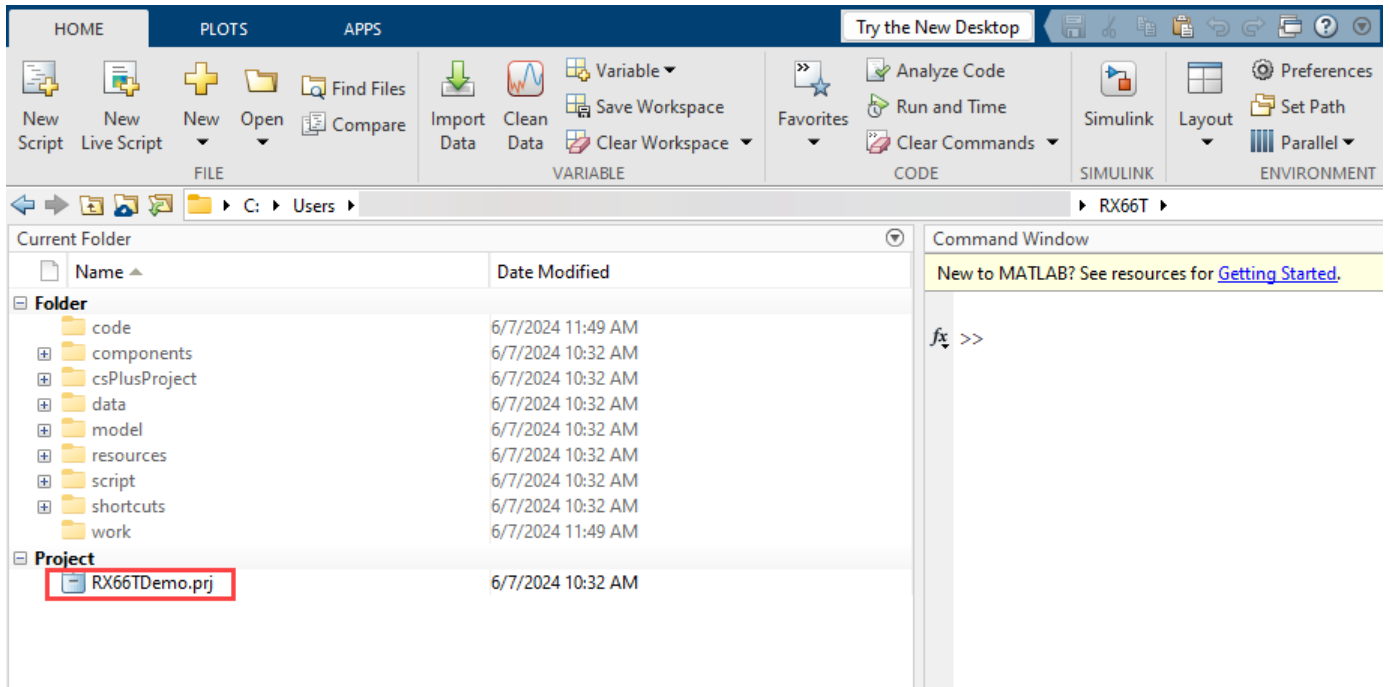 HOME PLOTS APPS Try the New Desktop
New Script
New Live Script
New
Open
Find Files
Compare
FILE
Import Data
Clean Data
Variable
Save Workspace
Clear Workspace
VARIABLE
Favorites
Analyze Code
Run and Time
Clear Commands
CODE
Simulink
SIMULINK
Layout
Preferences
Set Path
Parallel
ENVIRONMENT
C: Users RX66T
Current Folder
Name Date Modified
Folder
code 6/7/2024 11:49 AM
components 6/7/2024 10:32 AM
csPlusProject 6/7/2024 10:32 AM
data 6/7/2024 10:32 AM
model 6/7/2024 10:32 AM
resources 6/7/2024 10:32 AM
script 6/7/2024 10:32 AM
shortcuts 6/7/2024 10:32 AM
work 6/7/2024 11:49 AM
Project
RX66TDemo.prj 6/7/2024 10:32 AM
Command Window
New to MATLAB? See resources for Getting Started.
fx >>